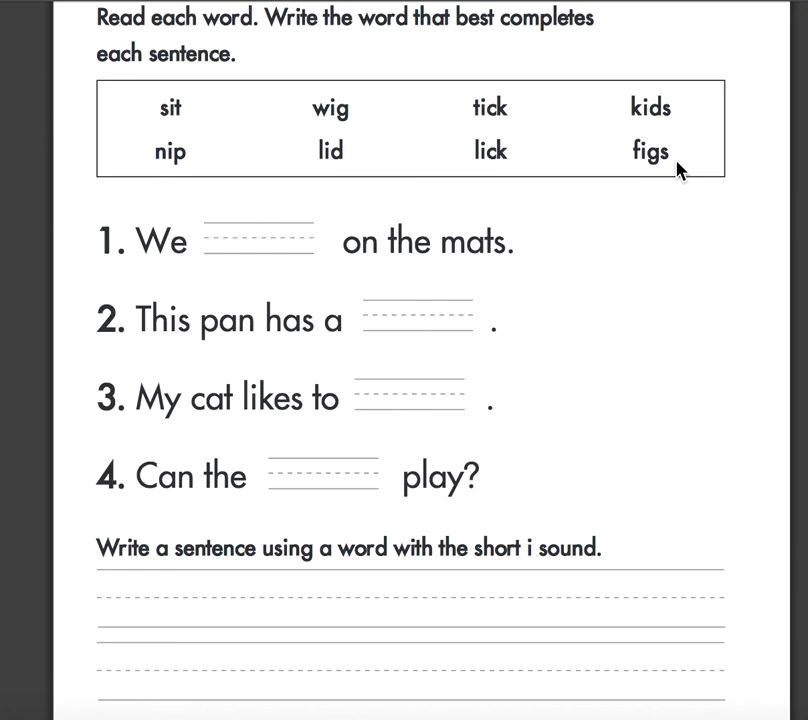 Read each word. Write the word that best completes
each sentence.
sit wig tick kids
nip lid lick figs
1. We on the mats.
2. This pan has a .
3. My cat likes to .
4. Can the play?
Write a sentence using a word with the short i sound.